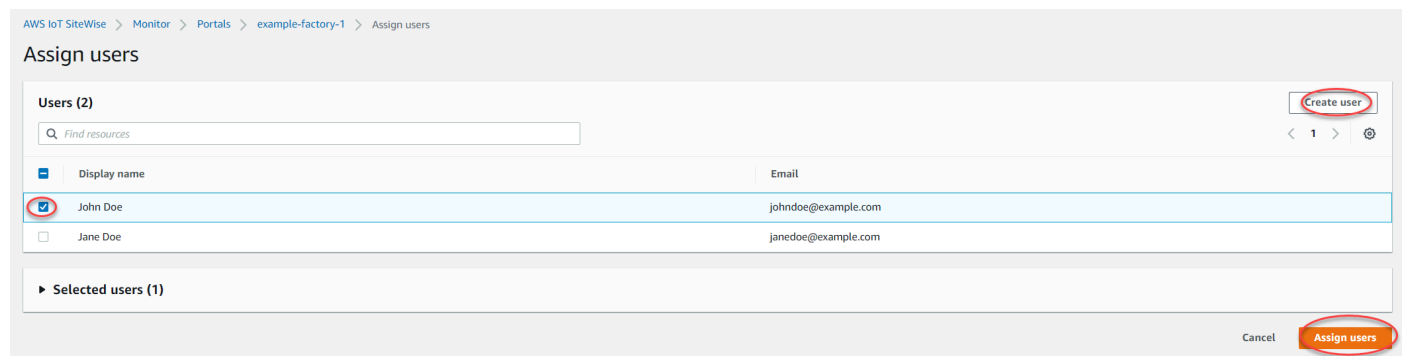 AWS IoT SiteWise > Monitor > Portals > example-factory-1 > Assign users
Assign users
Users (2)
Create user
Find resources
< 1 >
Display name Email
John Doe johndoe@example.com
Jane Doe janedoe@example.com
Selected users (1)
Cancel Assign users